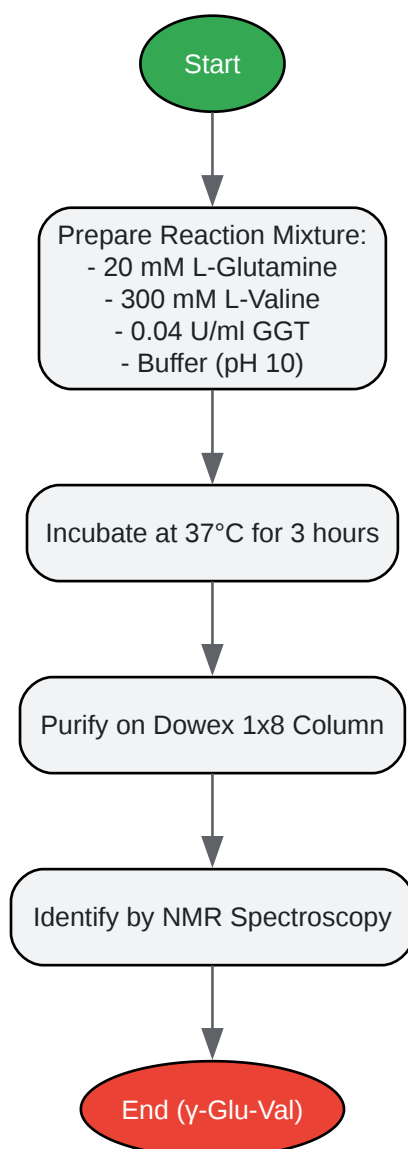 Start
Prepare Reaction Mixture:
- 20 mM L-Glutamine
- 300 mM L-Valine
- 0.04 U/ml GGT
- Buffer (pH 10)
Incubate at 37°C for 3 hours
Purify on Dowex 1x8 Column
Identify by NMR Spectroscopy
End (γ-Glu-Val)